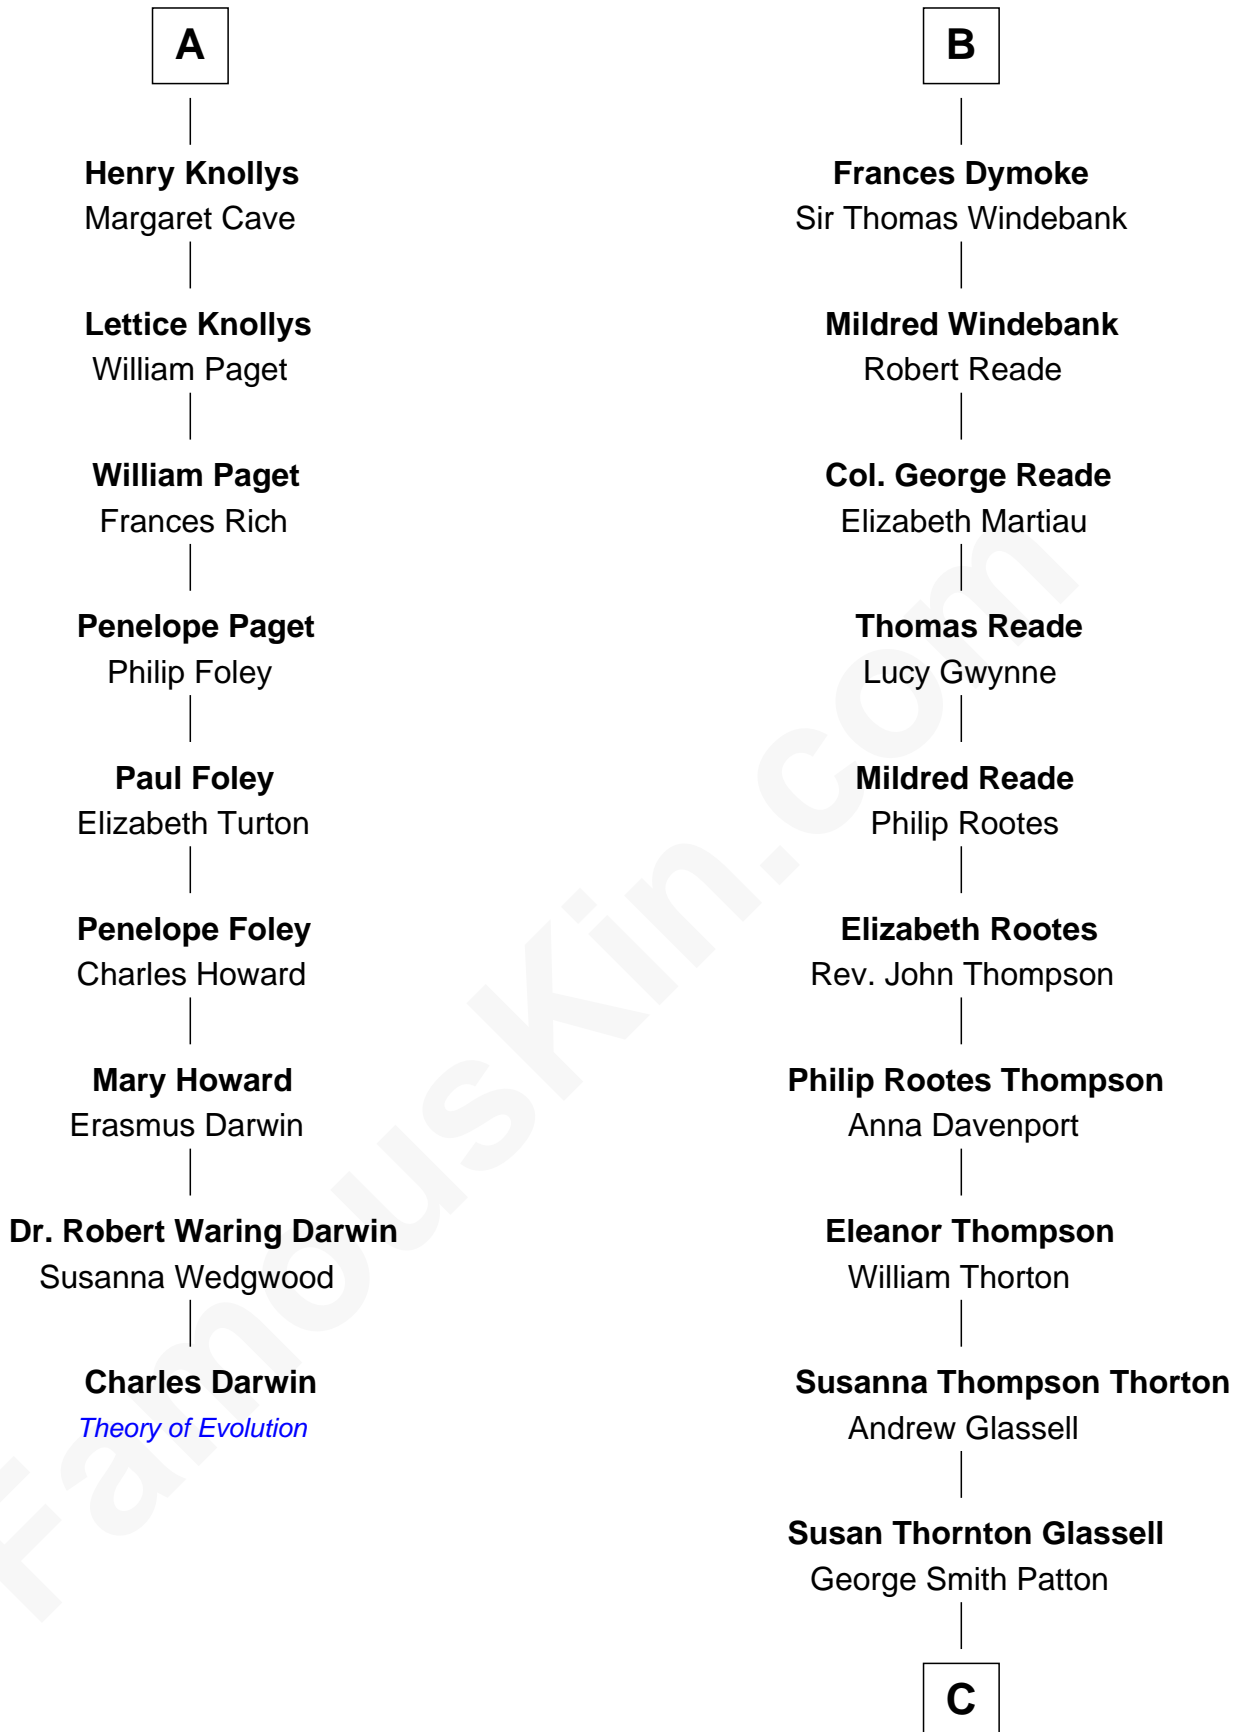 A
Henry Knollys
Margaret Cave
Lettice Knollys
William Paget
William Paget
Frances Rich
Penelope Paget
Philip Foley
Paul Foley
Elizabeth Turton
Penelope Foley
Charles Howard
Mary Howard
Erasmus Darwin
Dr. Robert Waring Darwin
Susanna Wedgwood
Charles Darwin
Theory of Evolution
B
Frances Dymoke
Sir Thomas Windebank
Mildred Windebank
Robert Reade
Col. George Reade
Elizabeth Martiau
Thomas Reade
Lucy Gwynne
Mildred Reade
Philip Rootes
Elizabeth Rootes
Rev. John Thompson
Philip Rootes Thompson
Anna Davenport
Eleanor Thompson
William Thorton
Susanna Thompson Thorton
Andrew Glassell
Susan Thornton Glassell
George Smith Patton
C
FamousKin.com